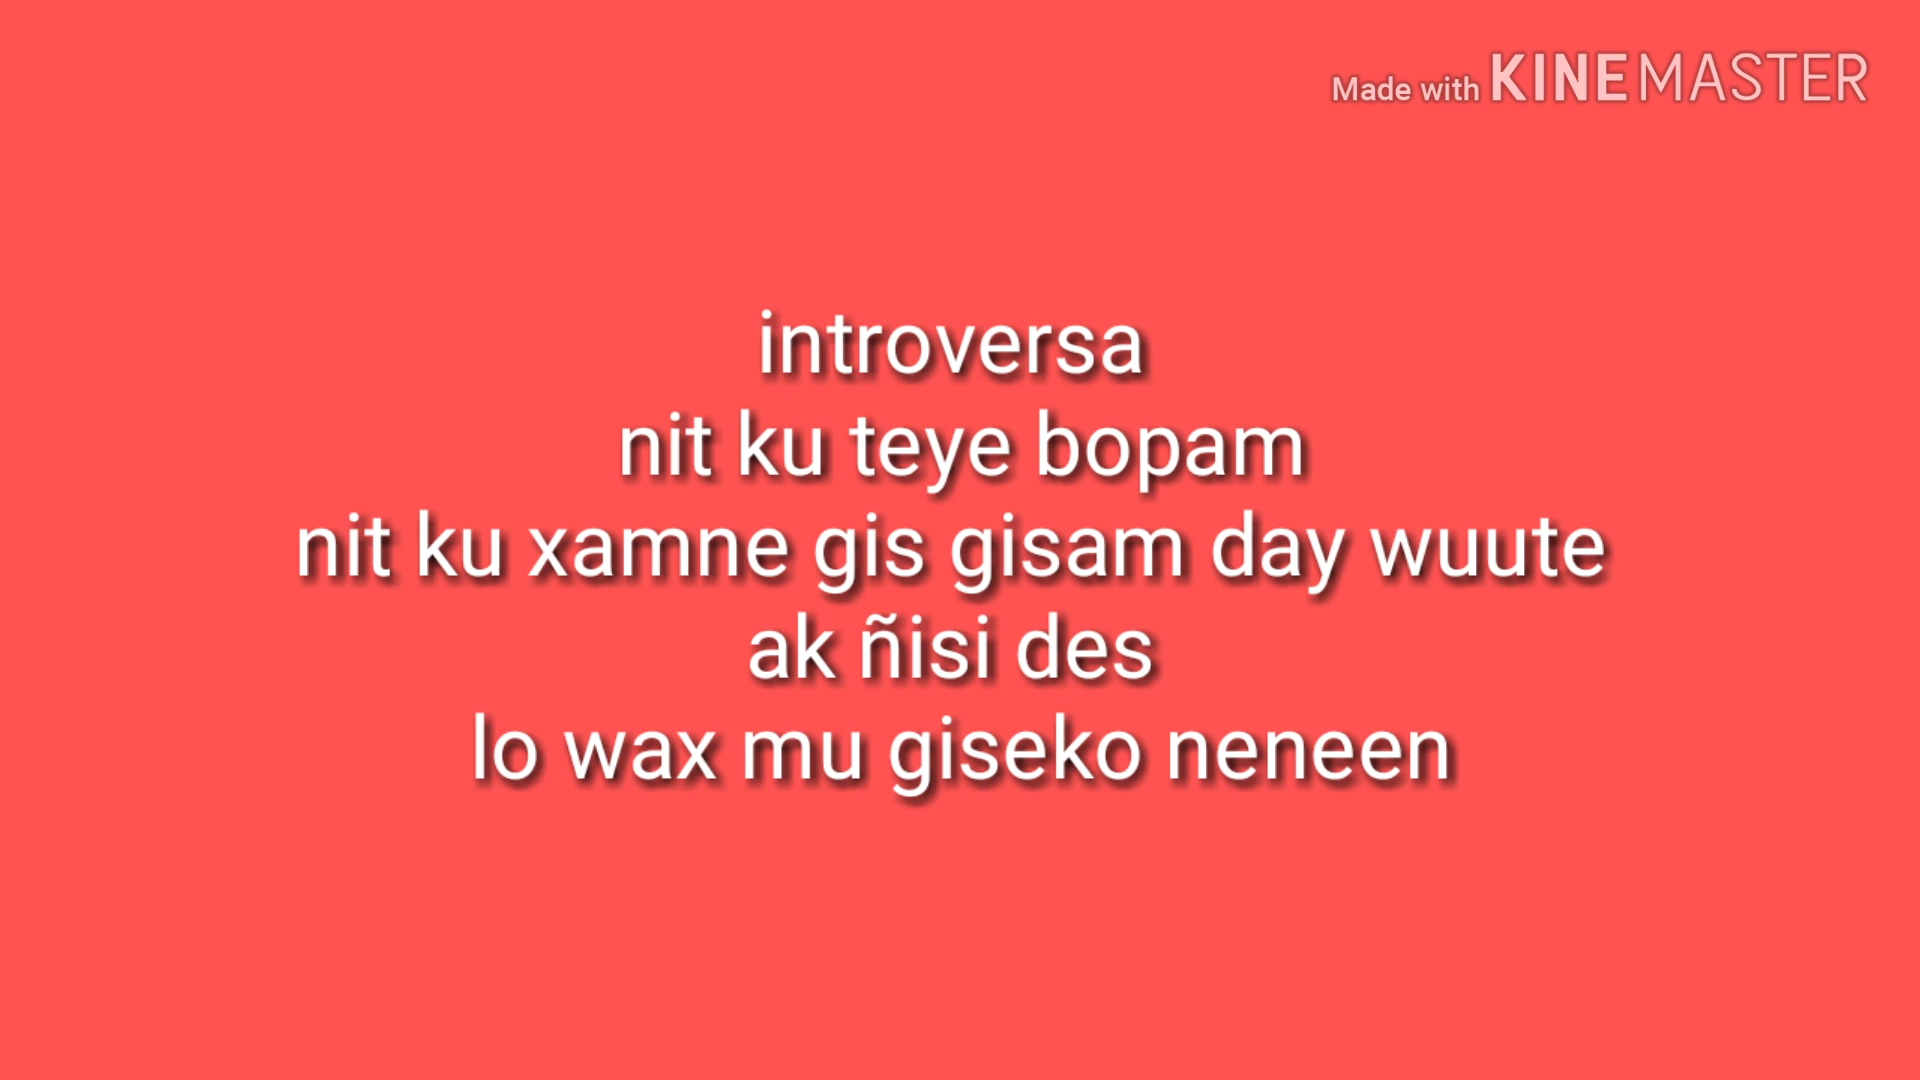 Made with KINEMASTER
introversa
nit ku teye bopam
nit ku xamne gis gisam day wuute
ak ñisi des
lo wax mu giseko neneen